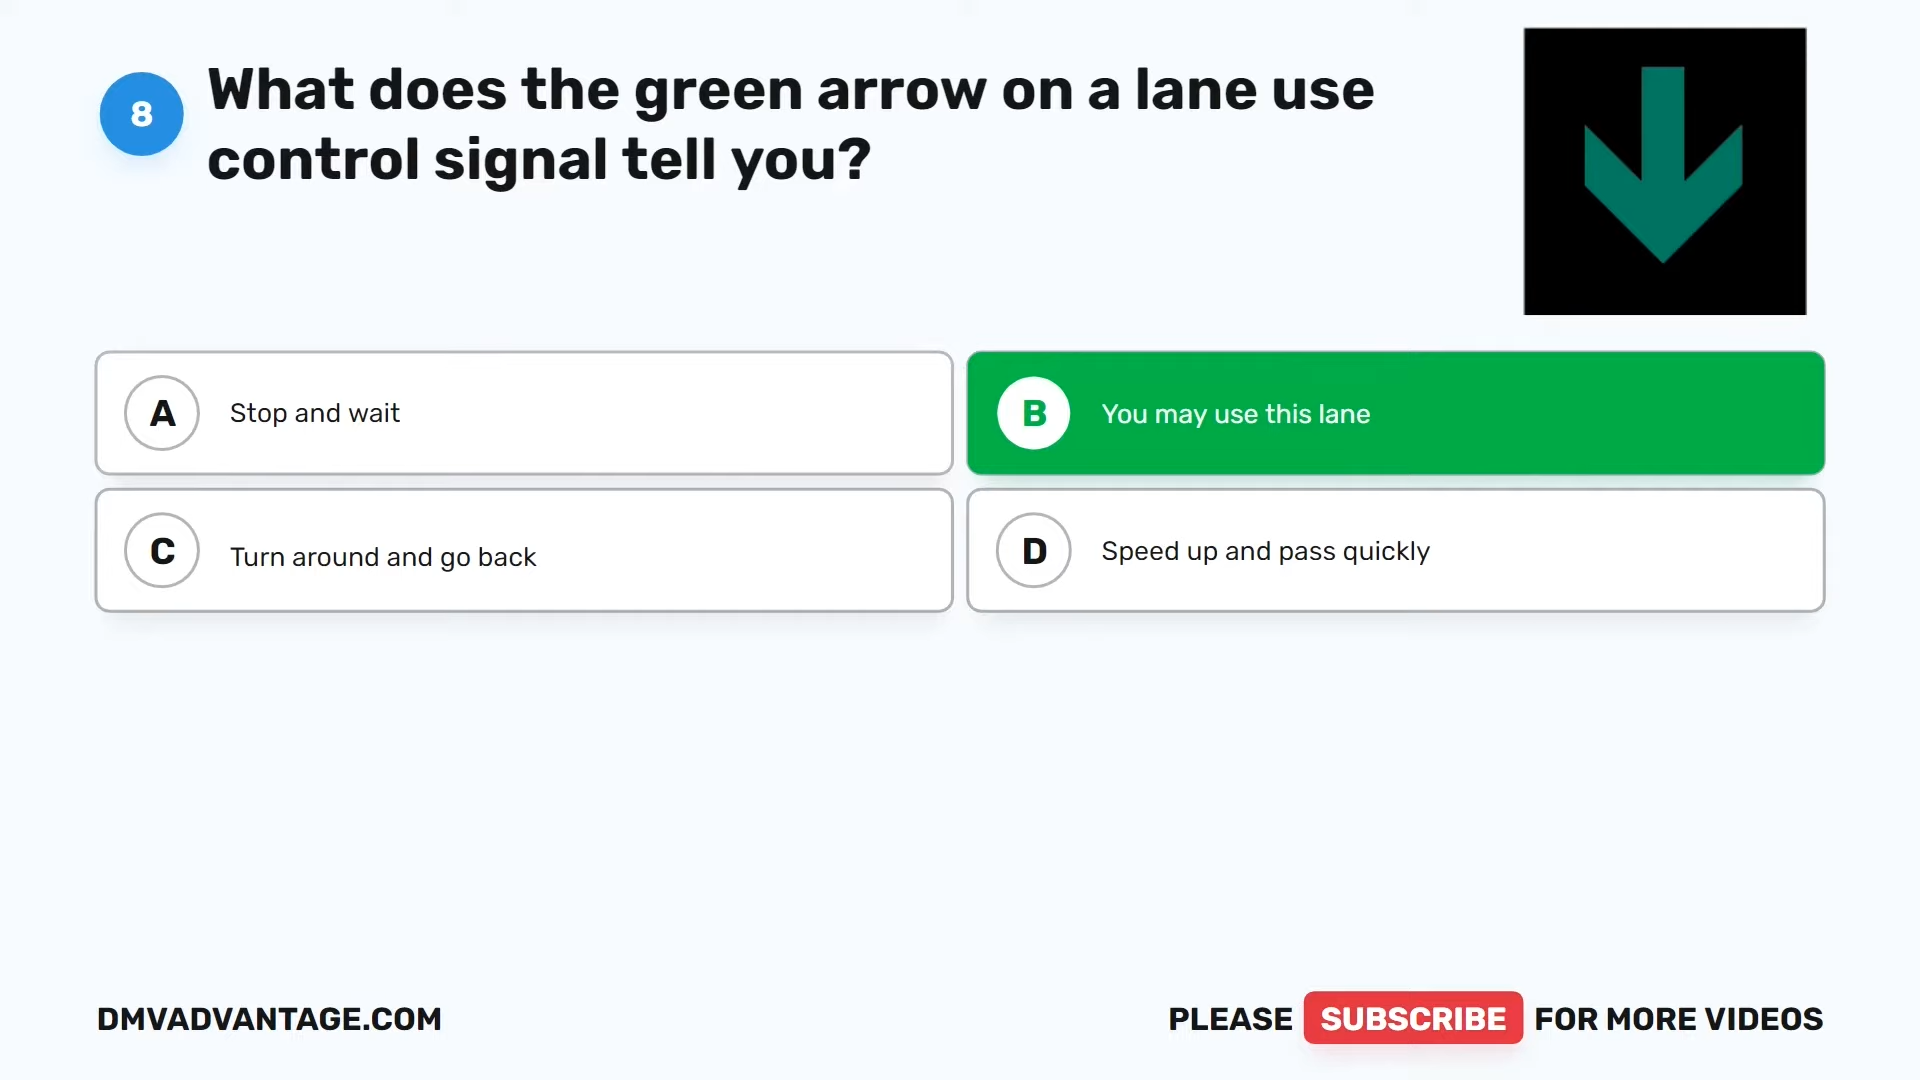 8
What does the green arrow on a lane use
control signal tell you?
A
Stop and wait
B
You may use this lane
C
Turn around and go back
D
Speed up and pass quickly
DMVADVANTAGE.COM
PLEASE SUBSCRIBE FOR MORE VIDEOS